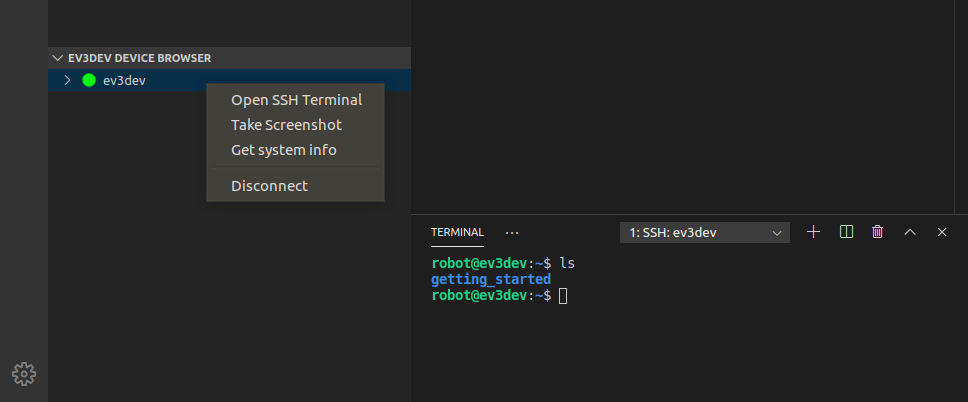 EV3DEV DEVICE BROWSER
ev3dev
Open SSH Terminal
Take Screenshot
Get system info
Disconnect
TERMINAL ··· 1: SSH: ev3dev
robot@ev3dev:~$ ls
getting_started
robot@ev3dev:~$